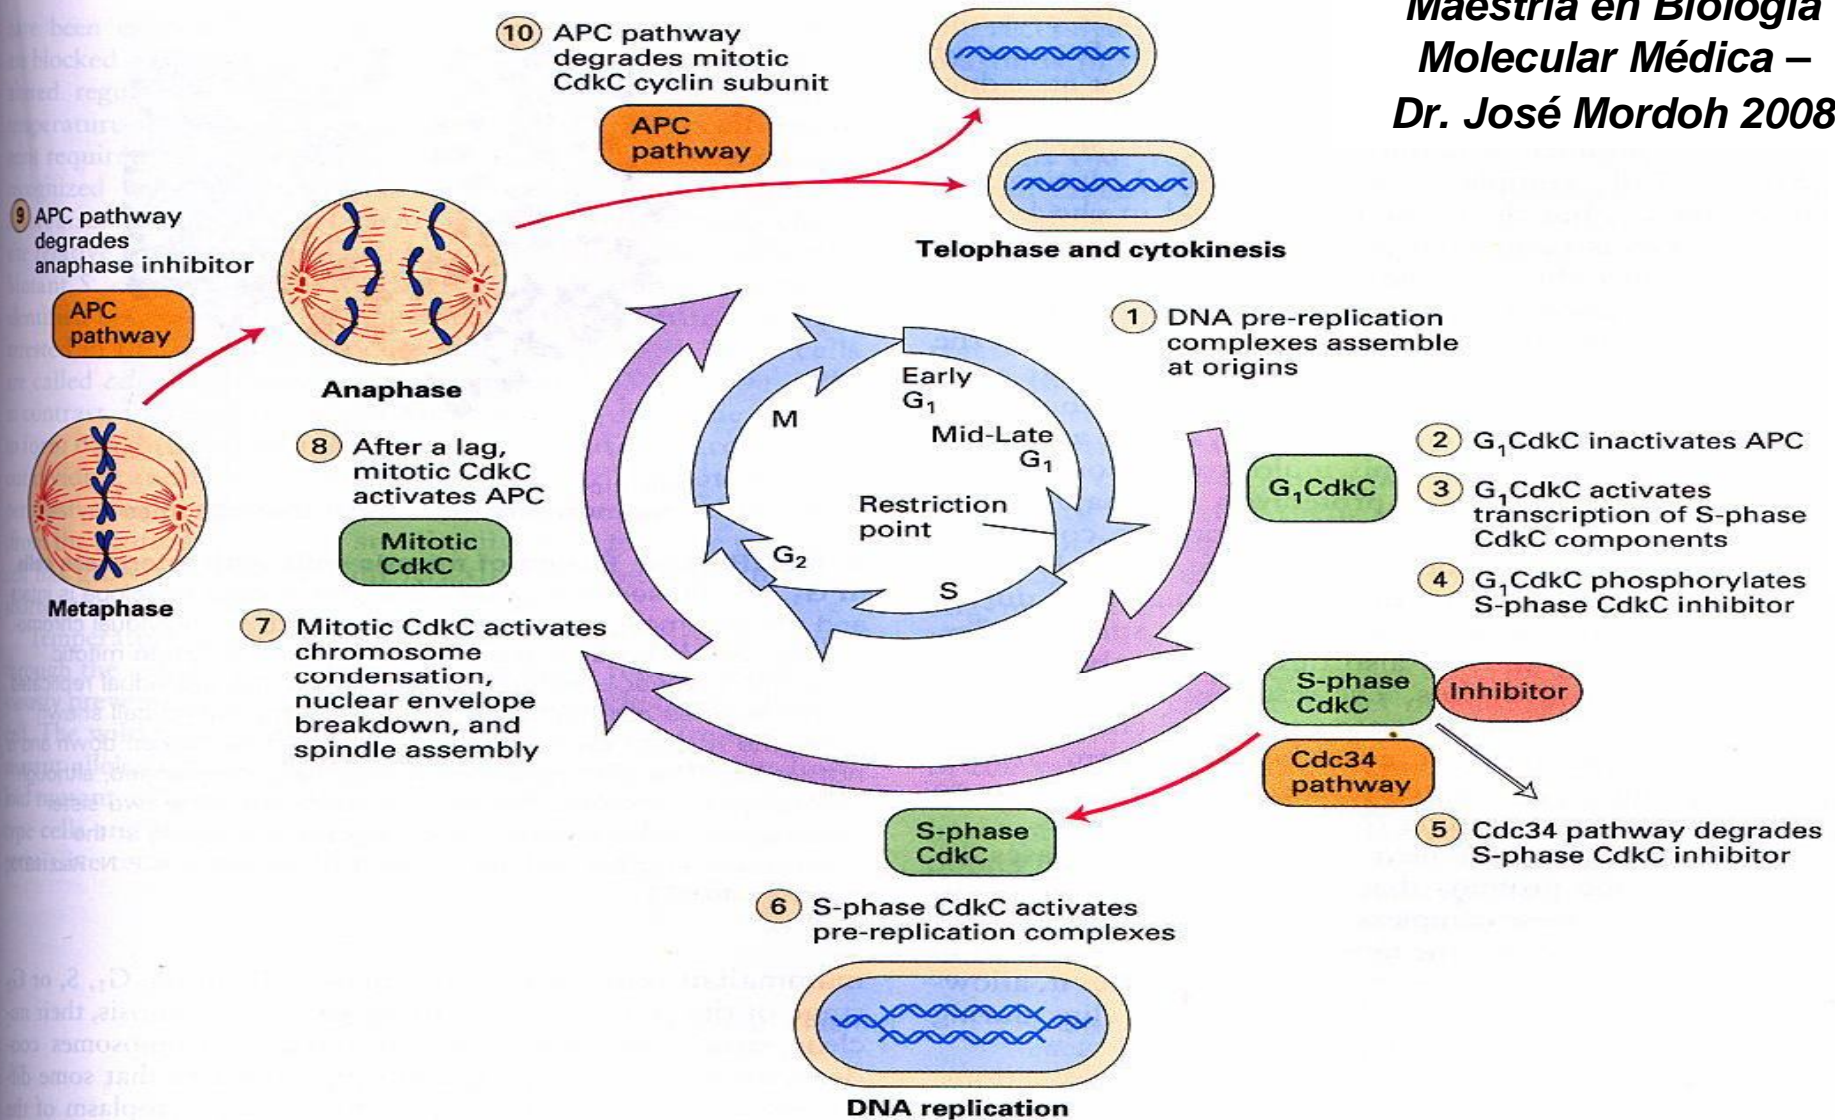 Maestría en Biología
Molecular Médica –
Dr. José Mordoh 2008
10 APC pathway
degrades mitotic
CdkC cyclin subunit
APC
pathway
Telophase and cytokinesis
9 APC pathway
degrades
anaphase inhibitor
APC
pathway
Anaphase
Metaphase
1 DNA pre-replication
complexes assemble
at origins
Early
G₁
Mid-Late
G₁
Restriction
point
M
G₂
S
G₁CdkC
2 G₁CdkC inactivates APC
3 G₁CdkC activates
transcription of S-phase
CdkC components
4 G₁CdkC phosphorylates
S-phase CdkC inhibitor
8 After a lag,
mitotic CdkC
activates APC
Mitotic
CdkC
7 Mitotic CdkC activates
chromosome
condensation,
nuclear envelope
breakdown, and
spindle assembly
S-phase
CdkC
Inhibitor
Cdc34
pathway
5 Cdc34 pathway degrades
S-phase CdkC inhibitor
S-phase
CdkC
6 S-phase CdkC activates
pre-replication complexes
DNA replication